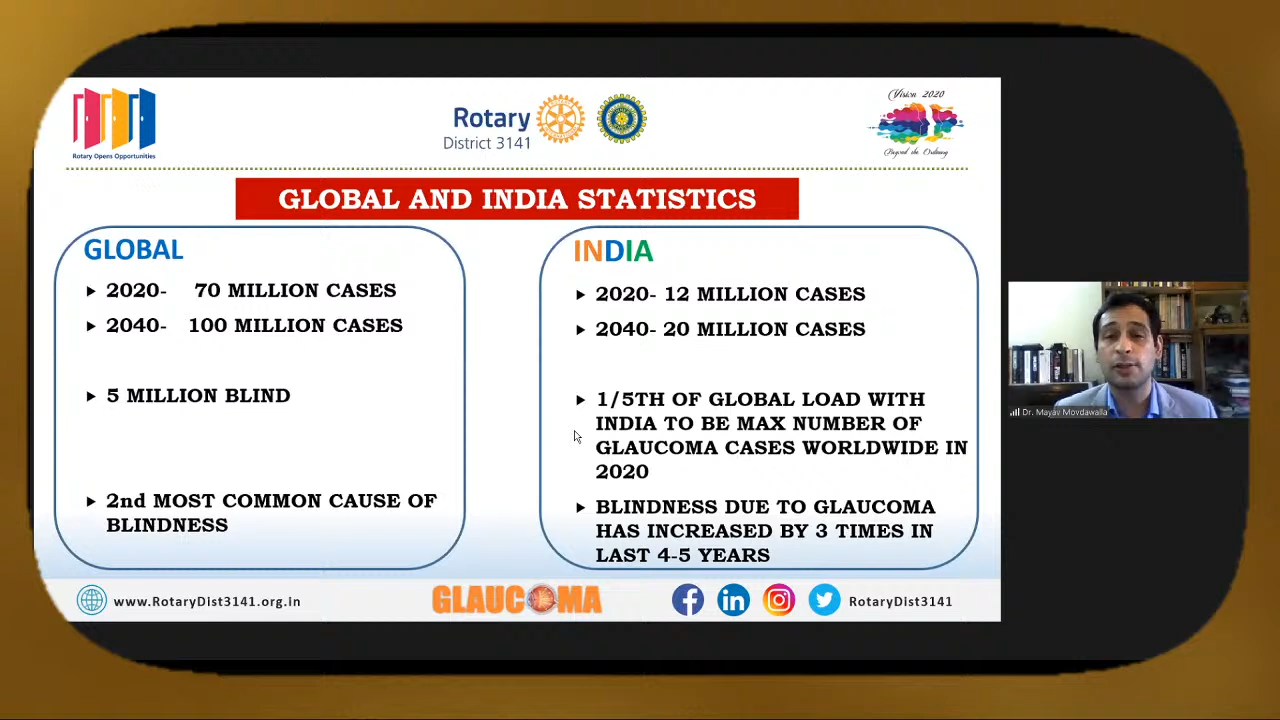 Rotary Opens Opportunities
Rotary
District 3141
Vision 2020
Beyond the Ordinary
GLOBAL AND INDIA STATISTICS
GLOBAL
2020- 70 MILLION CASES
2040- 100 MILLION CASES
5 MILLION BLIND
2nd MOST COMMON CAUSE OF
BLINDNESS
INDIA
2020- 12 MILLION CASES
2040- 20 MILLION CASES
1/5TH OF GLOBAL LOAD WITH
INDIA TO BE MAX NUMBER OF
GLAUCOMA CASES WORLDWIDE IN
2020
BLINDNESS DUE TO GLAUCOMA
HAS INCREASED BY 3 TIMES IN
LAST 4-5 YEARS
Dr. Mayav Movdawalla
www.RotaryDist3141.org.in
GLAUCOMA
RotaryDist3141